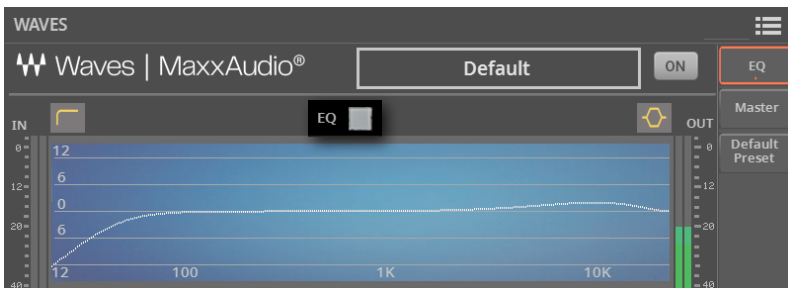 WAVES
Waves | MaxxAudio®
Default
ON
EQ
Master
Default
Preset
EQ
IN
OUT
0
12
20
40
12
6
0
6
12
100
1K
10K
0
12
20
40